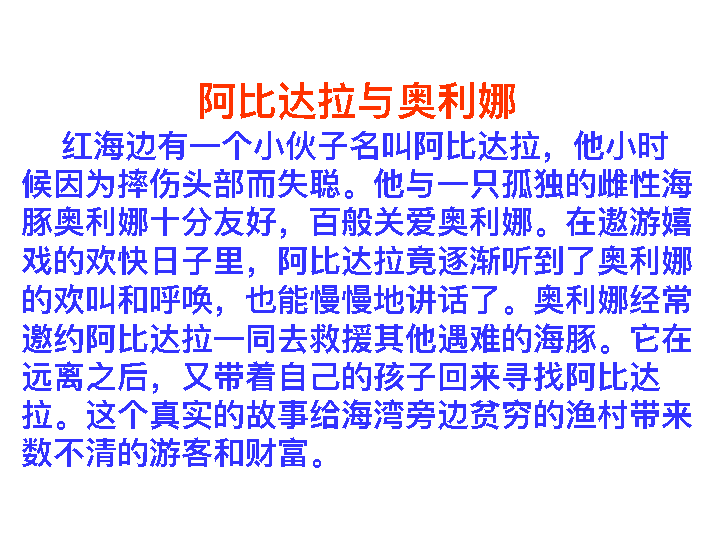 阿比达拉与奥利娜
红海边有一个小伙子名叫阿比达拉，他小时
候因为摔伤头部而失聪。他与一只孤独的雌性海
豚奥利娜十分友好，百般关爱奥利娜。在遨游嬉
戏的欢快日子里，阿比达拉竟逐渐听到了奥利娜
的欢叫和呼唤，也能慢慢地讲话了。奥利娜经常
邀约阿比达拉一同去救援其他遇难的海豚。它在
远离之后，又带着自己的孩子回来寻找阿比达
拉。这个真实的故事给海湾旁边贫穷的渔村带来
数不清的游客和财富。